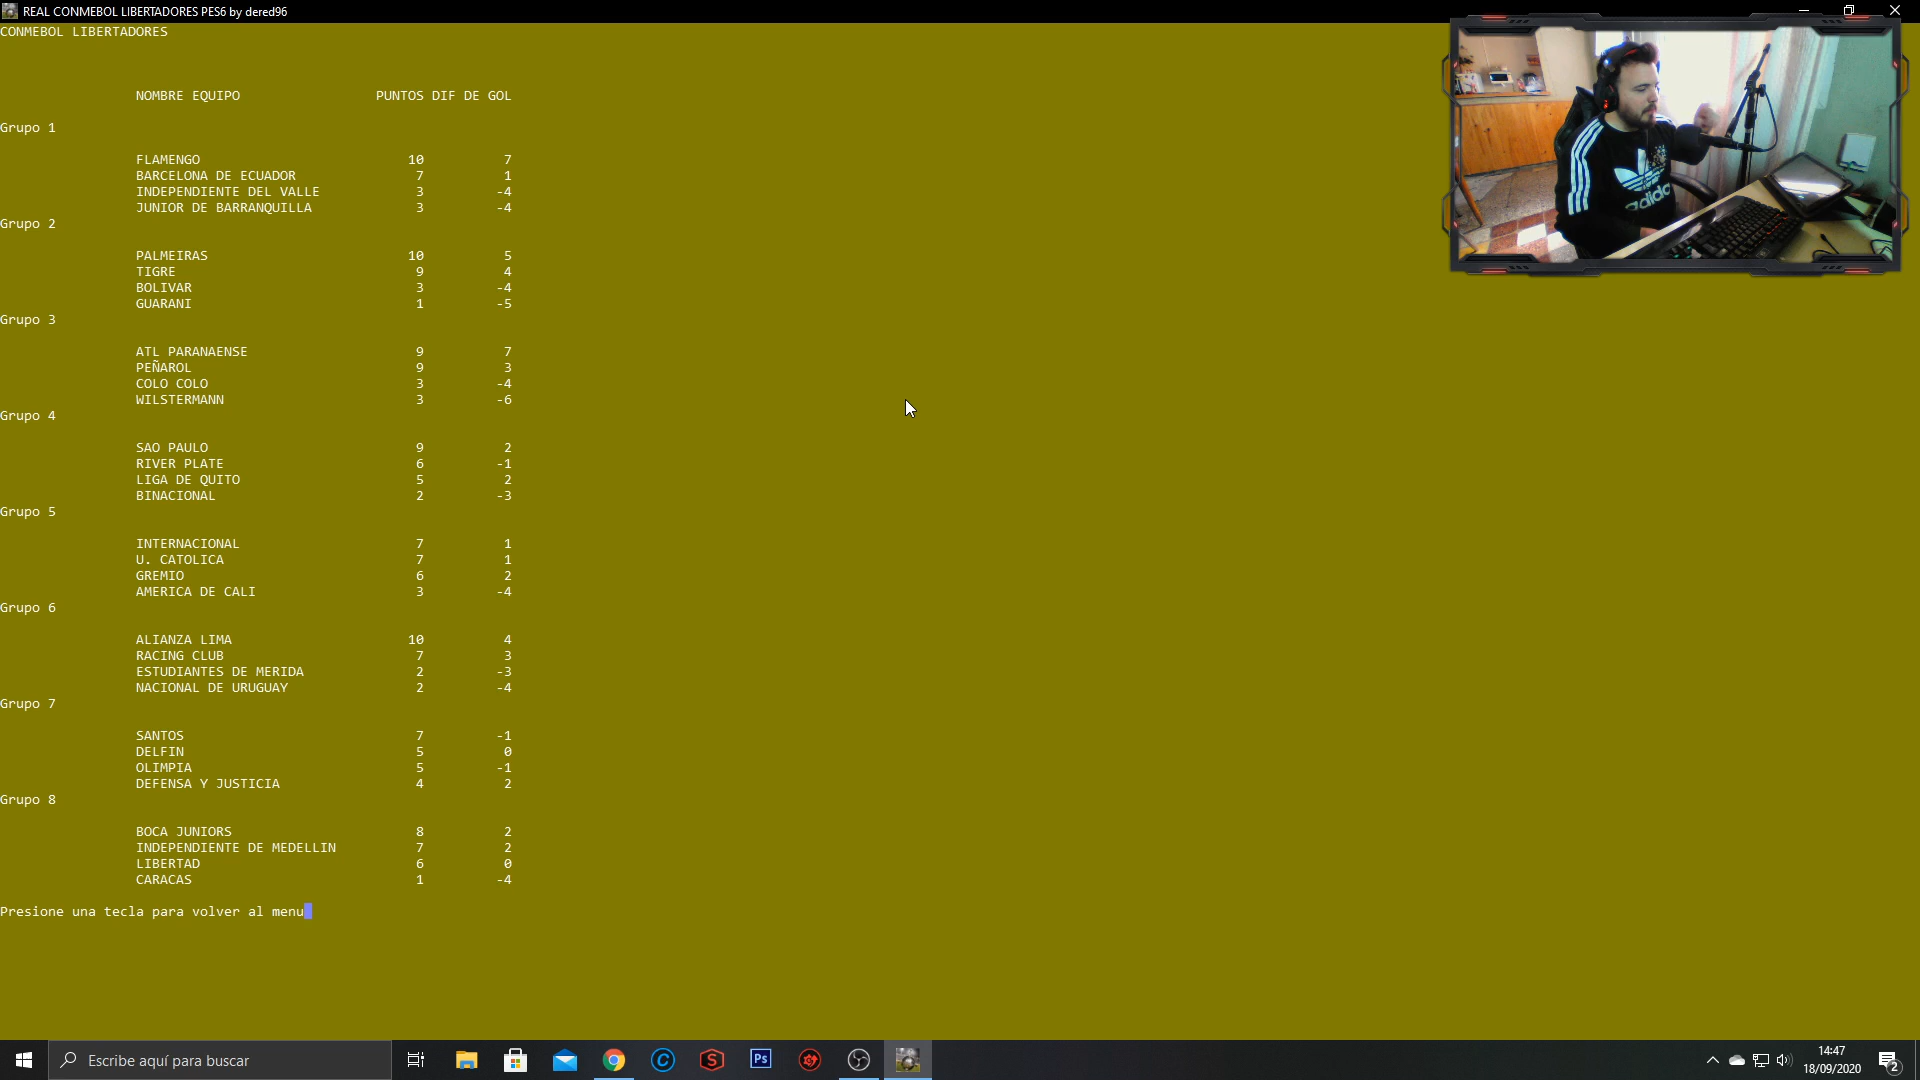 REAL CONMEBOL LIBERTADORES PES6 by dered96
CONMEBOL LIBERTADORES
NOMBRE EQUIPO PUNTOS DIF DE GOL
Grupo 1
FLAMENGO 10 7
BARCELONA DE ECUADOR 7 1
INDEPENDIENTE DEL VALLE 3 -4
JUNIOR DE BARRANQUILLA 3 -4
Grupo 2
PALMEIRAS 10 5
TIGRE 9 4
BOLIVAR 3 -4
GUARANI 1 -5
Grupo 3
ATL PARANAENSE 9 7
PEÑAROL 9 3
COLO COLO 3 -4
WILSTERMANN 3 -6
Grupo 4
SAO PAULO 9 2
RIVER PLATE 6 -1
LIGA DE QUITO 5 2
BINACIONAL 2 -3
Grupo 5
INTERNACIONAL 7 1
U. CATOLICA 7 1
GREMIO 6 2
AMERICA DE CALI 3 -4
Grupo 6
ALIANZA LIMA 10 4
RACING CLUB 7 3
ESTUDIANTES DE MERIDA 2 -3
NACIONAL DE URUGUAY 2 -4
Grupo 7
SANTOS 7 -1
DELFIN 5 0
OLIMPIA 5 -1
DEFENSA Y JUSTICIA 4 2
Grupo 8
BOCA JUNIORS 8 2
INDEPENDIENTE DE MEDELLIN 7 2
LIBERTAD 6 0
CARACAS 1 -4
Presione una tecla para volver al menu
adidas
Escribe aquí para buscar
C
S
Ps
14:47
18/09/2020
2